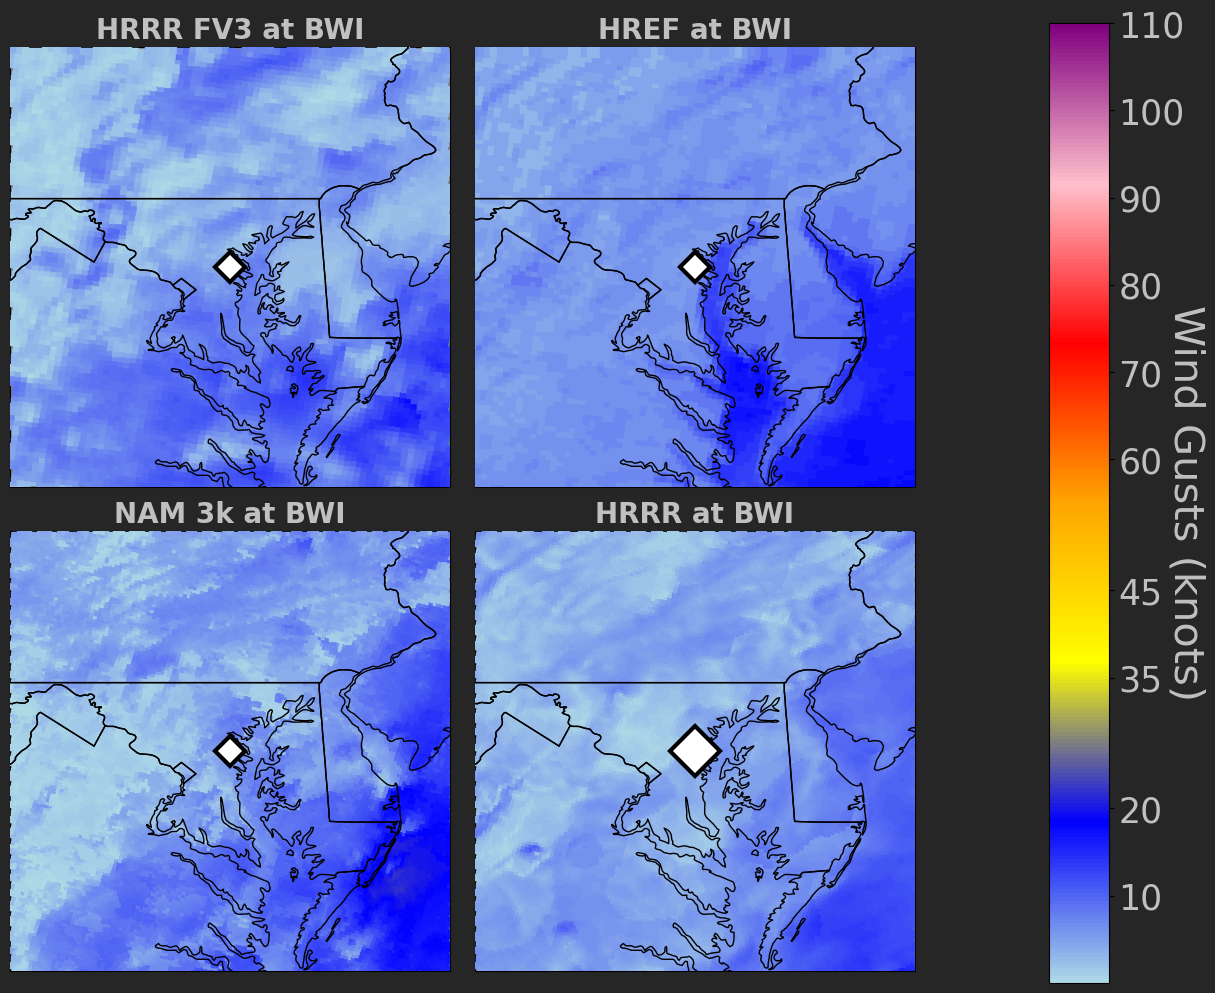 HRRR FV3 at BWI
HREF at BWI
NAM 3k at BWI
HRRR at BWI
110
100
90
80
70
60
45
35
20
10
Wind Gusts (knots)